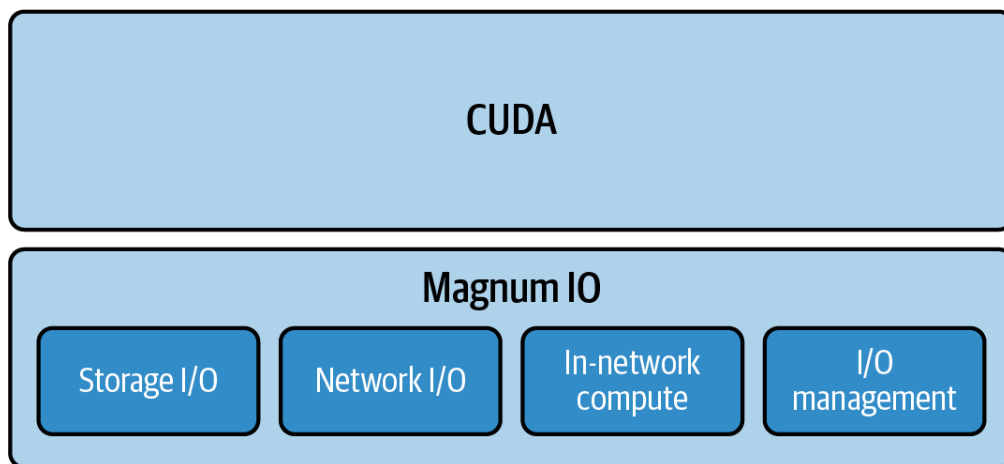 CUDA
Magnum IO
Storage I/O
Network I/O
In-network
compute
I/O
management